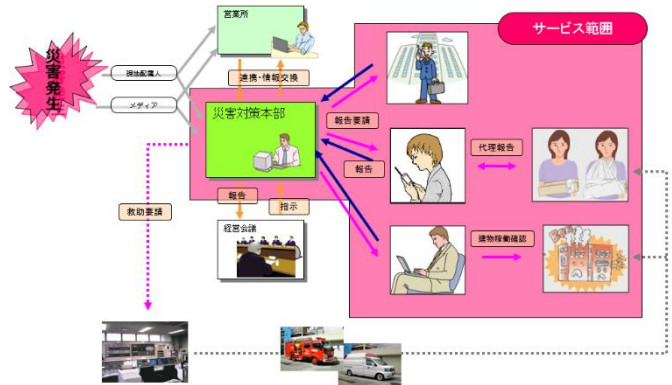 営業所
サービス範囲
災害発生
現地配属人
メディア
連携・情報交換
災害対策本部
報告要請
報告
代理報告
救助要請
報告
指示
経営会議
建物稼働確認